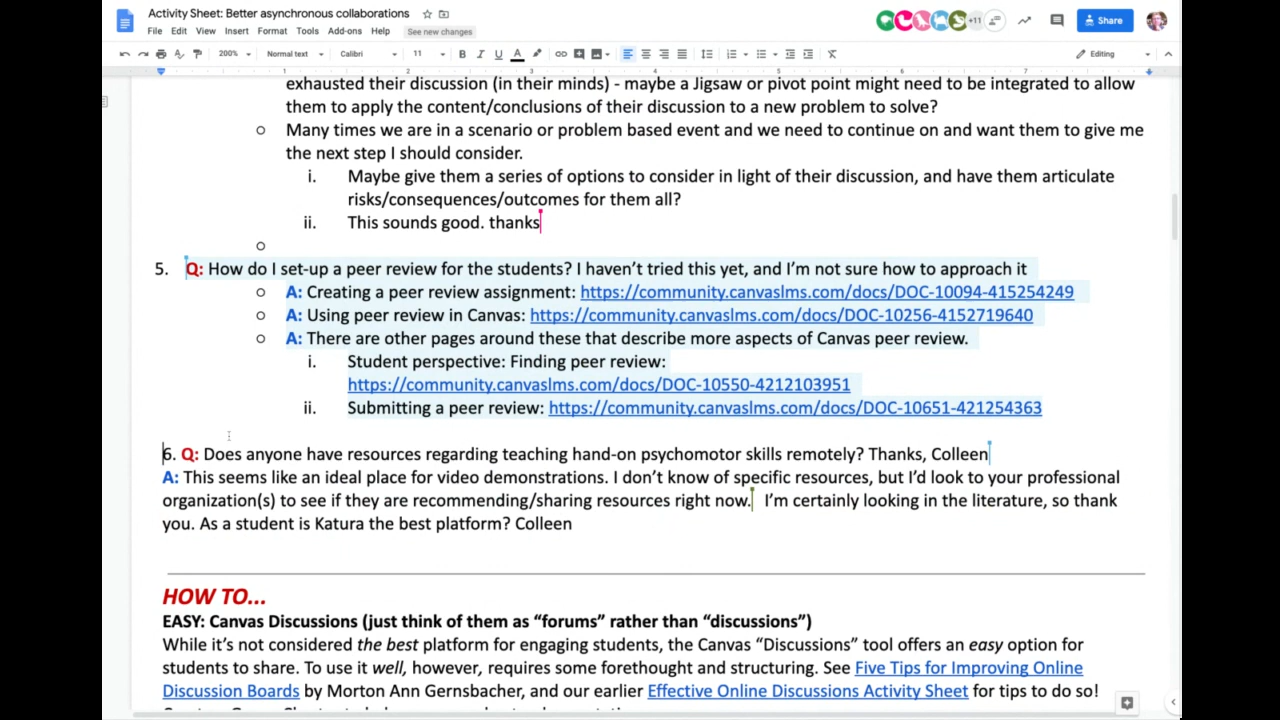 Activity Sheet: Better asynchronous collaborations
File Edit View Insert Format Tools Add-ons Help See new changes
+11
Share
200% Normal text Calibri 11 B I U A Editing
1 2 3 4 5 6 7
exhausted their discussion (in their minds) - maybe a Jigsaw or pivot point might need to be integrated to allow
them to apply the content/conclusions of their discussion to a new problem to solve?
Many times we are in a scenario or problem based event and we need to continue on and want them to give me
the next step I should consider.
i. Maybe give them a series of options to consider in light of their discussion, and have them articulate
risks/consequences/outcomes for them all?
ii. This sounds good. thanks
5. Q: How do I set-up a peer review for the students? I haven’t tried this yet, and I’m not sure how to approach it
A: Creating a peer review assignment: https://community.canvaslms.com/docs/DOC-10094-415254249
A: Using peer review in Canvas: https://community.canvaslms.com/docs/DOC-10256-4152719640
A: There are other pages around these that describe more aspects of Canvas peer review.
i. Student perspective: Finding peer review:
https://community.canvaslms.com/docs/DOC-10550-4212103951
ii. Submitting a peer review: https://community.canvaslms.com/docs/DOC-10651-421254363
6. Q: Does anyone have resources regarding teaching hand-on psychomotor skills remotely? Thanks, Colleen
A: This seems like an ideal place for video demonstrations. I don’t know of specific resources, but I’d look to your professional
organization(s) to see if they are recommending/sharing resources right now. I’m certainly looking in the literature, so thank
you. As a student is Katura the best platform? Colleen
HOW TO...
EASY: Canvas Discussions (just think of them as “forums” rather than “discussions”)
While it’s not considered the best platform for engaging students, the Canvas “Discussions” tool offers an easy option for
students to share. To use it well, however, requires some forethought and structuring. See Five Tips for Improving Online
Discussion Boards by Morton Ann Gernsbacher, and our earlier Effective Online Discussions Activity Sheet for tips to do so!